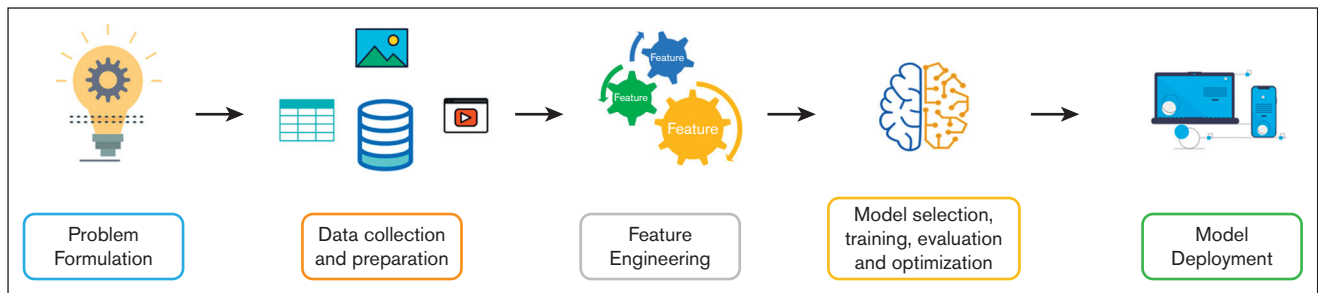 Feature
Feature
Feature
Problem
Formulation
Data collection
and preparation
Feature
Engineering
Model selection,
training, evaluation
and optimization
Model
Deployment